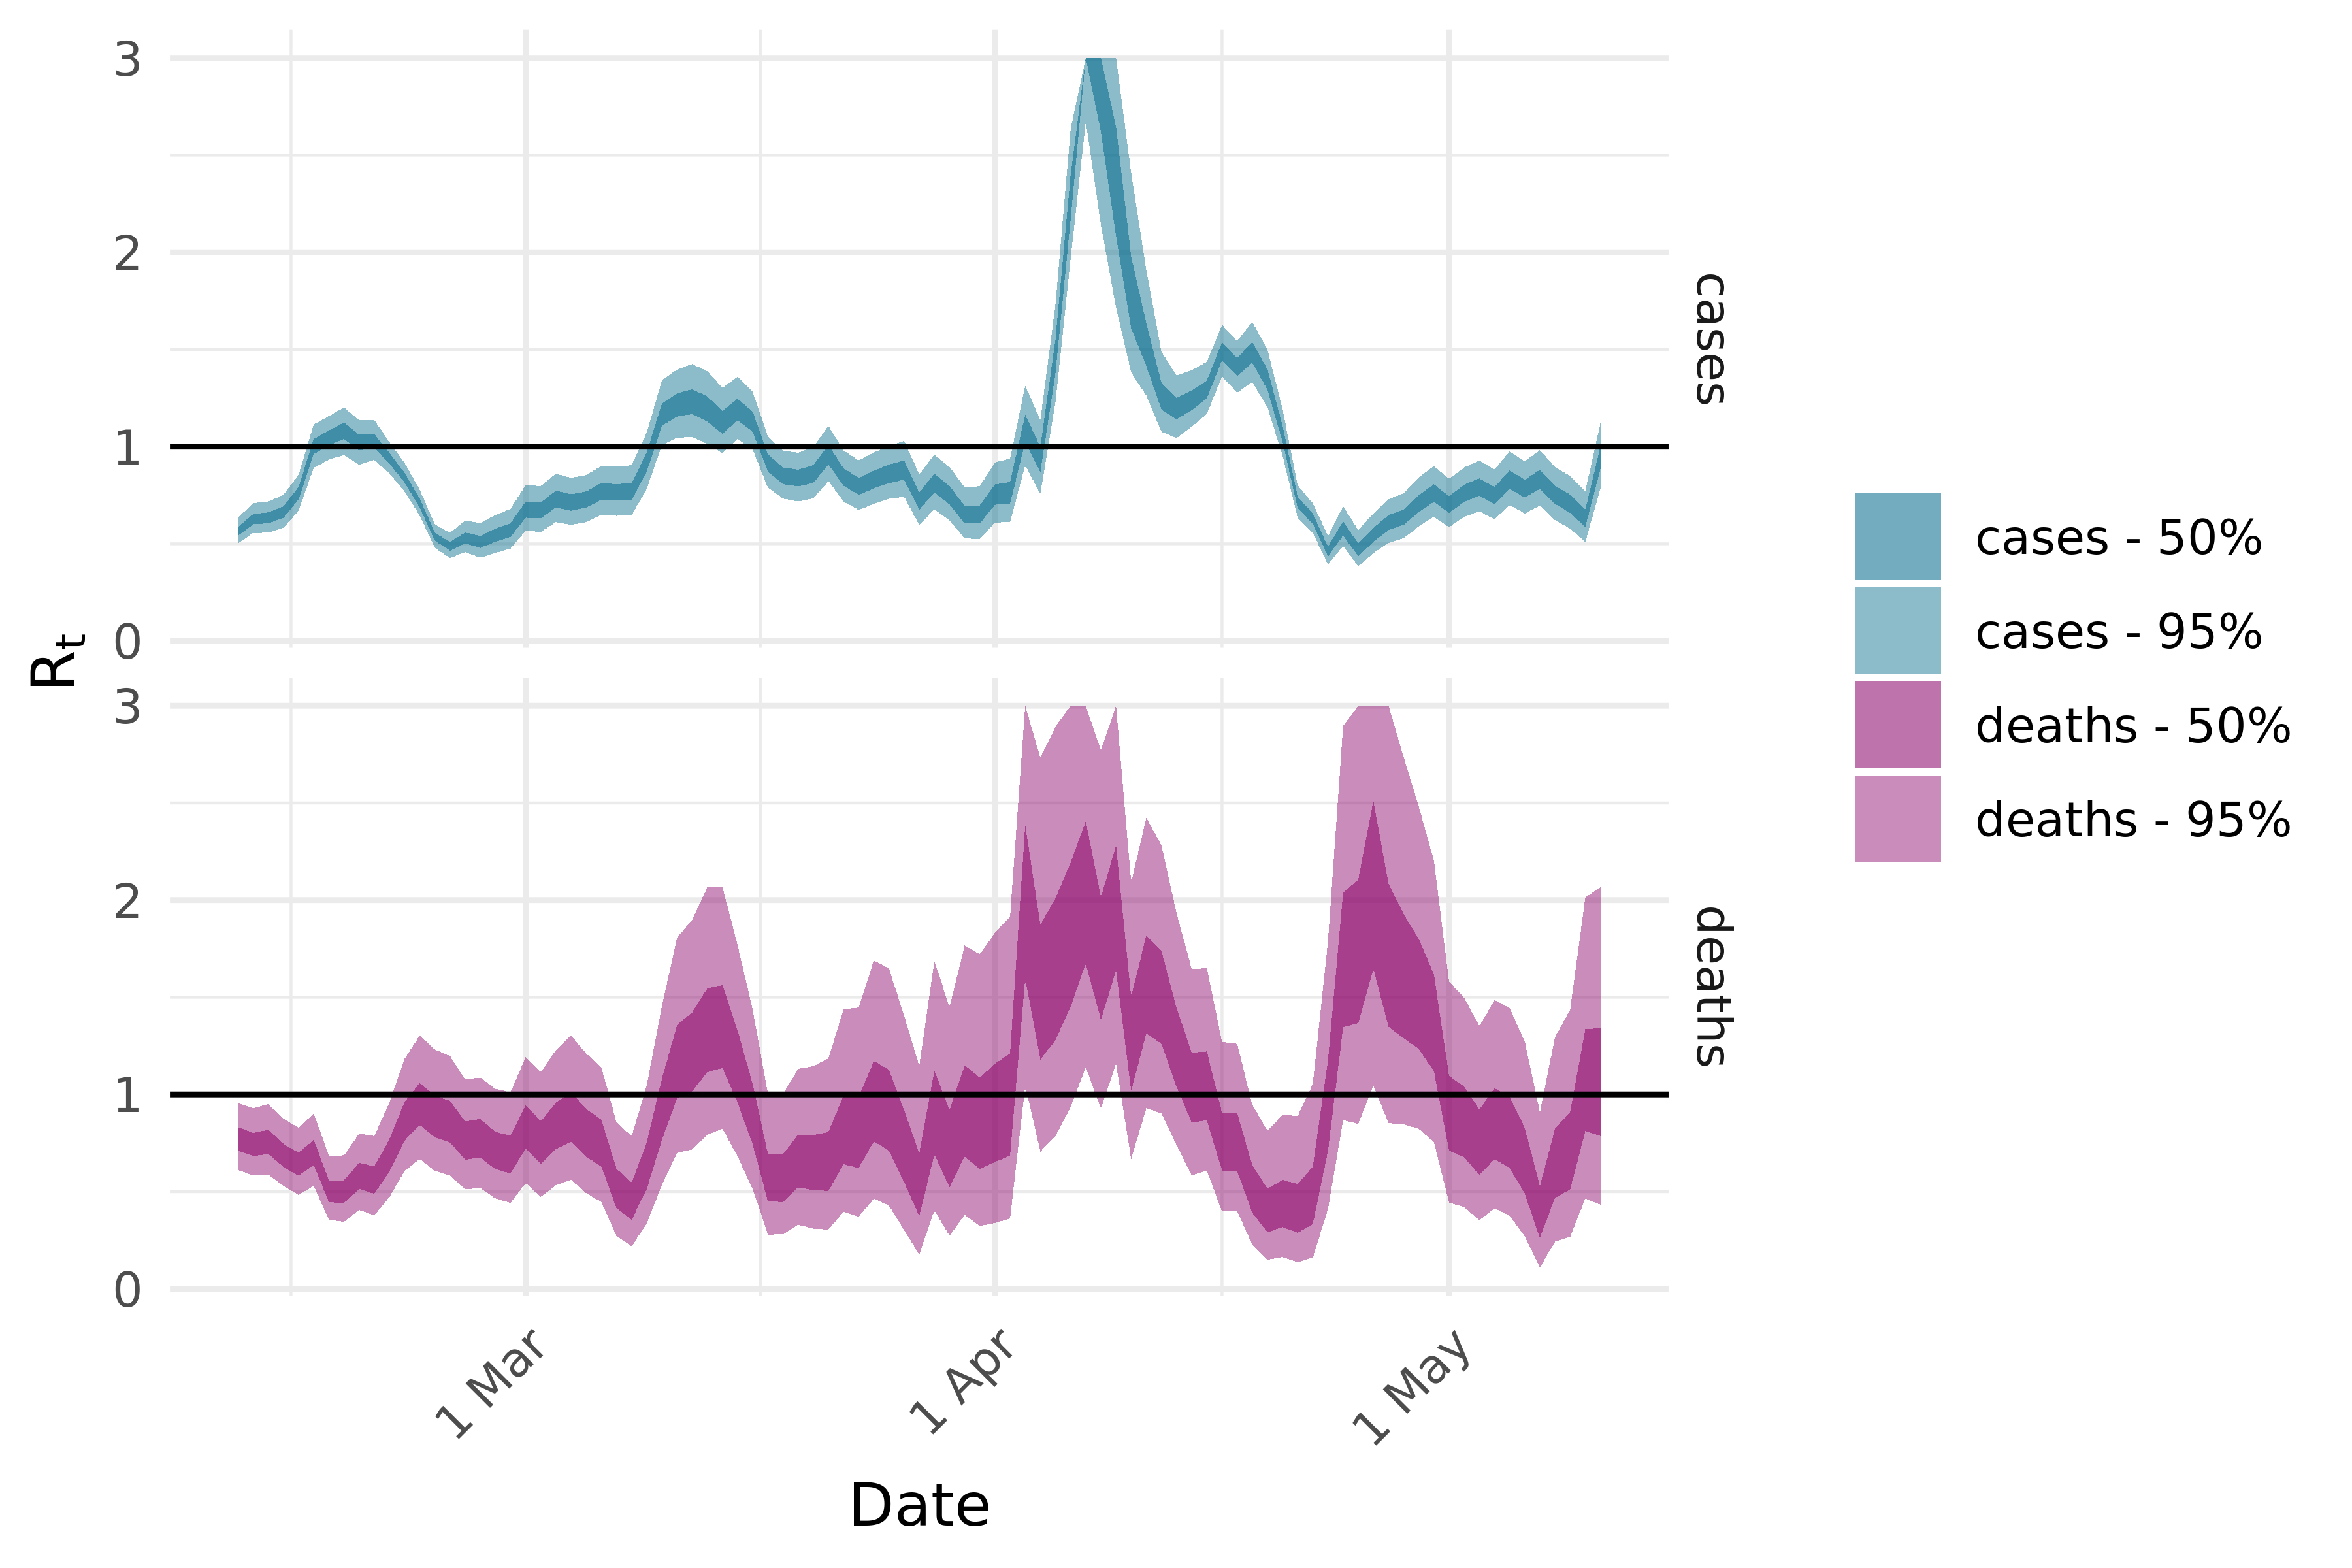 3
2
1
0
cases
3
2
1
0
deaths
Rt
1 Mar
1 Apr
1 May
Date
cases - 50%
cases - 95%
deaths - 50%
deaths - 95%